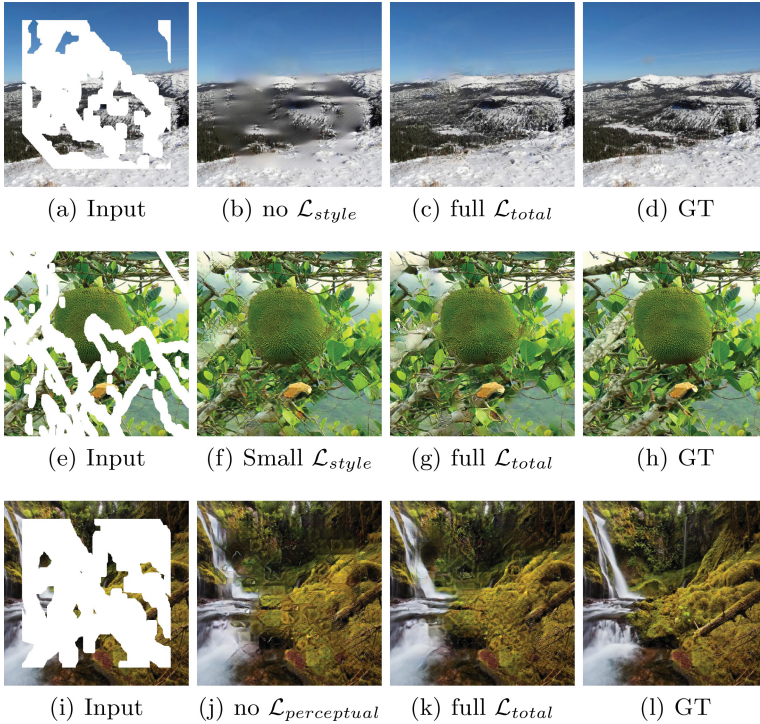 (a) Input (b) no 𝓛style (c) full 𝓛total (d) GT
(e) Input (f) Small 𝓛style (g) full 𝓛total (h) GT
(i) Input (j) no 𝓛perceptual (k) full 𝓛total (l) GT